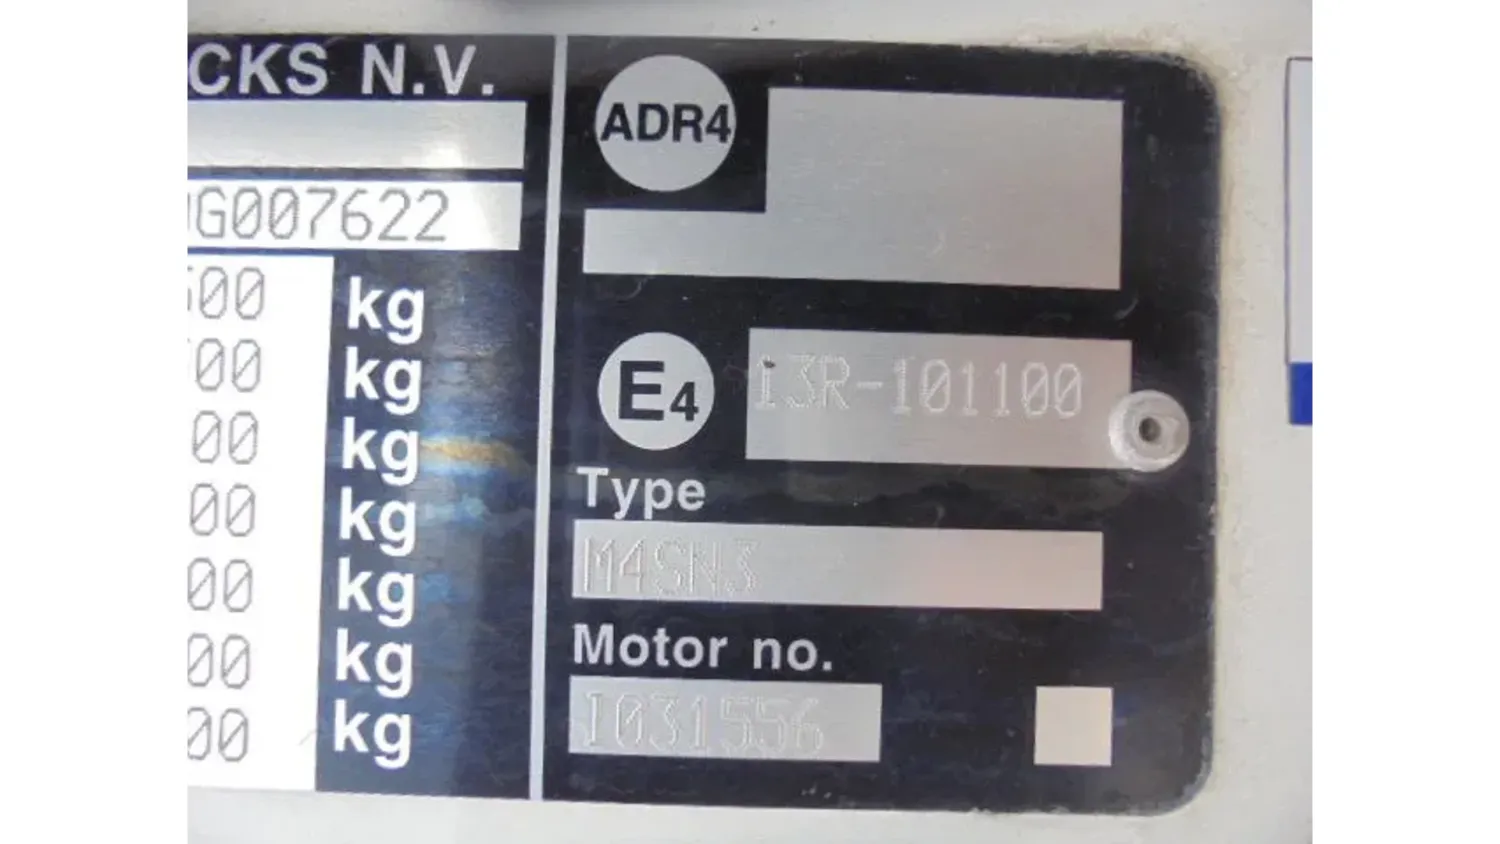 CKS N.V.
G007622
00 kg
00 kg
00 kg
00 kg
00 kg
00 kg
00 kg
ADR4
E4 13R-101100
Type
M4SN3
Motor no.
I031556